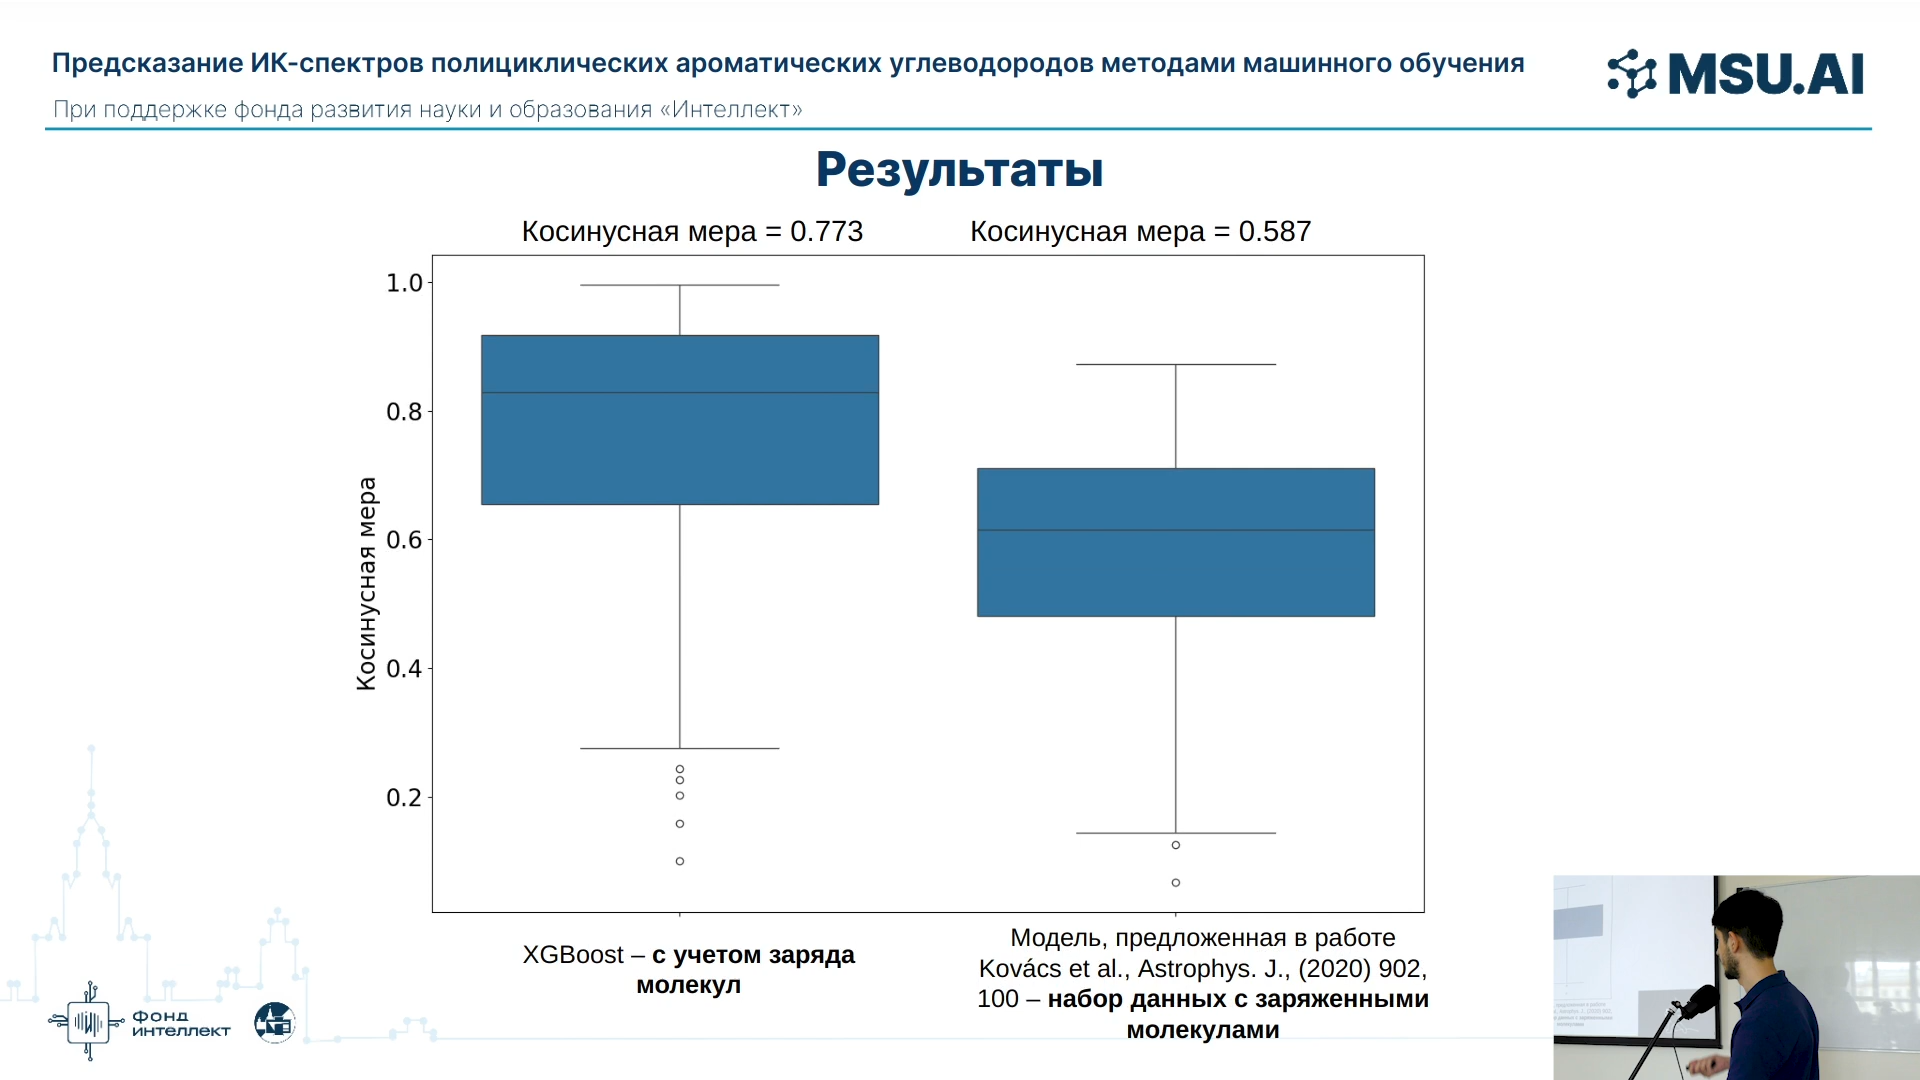 Предсказание ИК-спектров полициклических ароматических углеводородов методами машинного обучения
При поддержке фонда развития науки и образования «Интеллект»
MSU.AI
Результаты
Косинусная мера = 0.773
Косинусная мера = 0.587
Косинусная мера
1.0
0.8
0.6
0.4
0.2
XGBoost – с учетом заряда
молекул
Модель, предложенная в работе
Kovács et al., Astrophys. J., (2020) 902,
100 – набор данных с заряженными
молекулами
фонд
интеллект